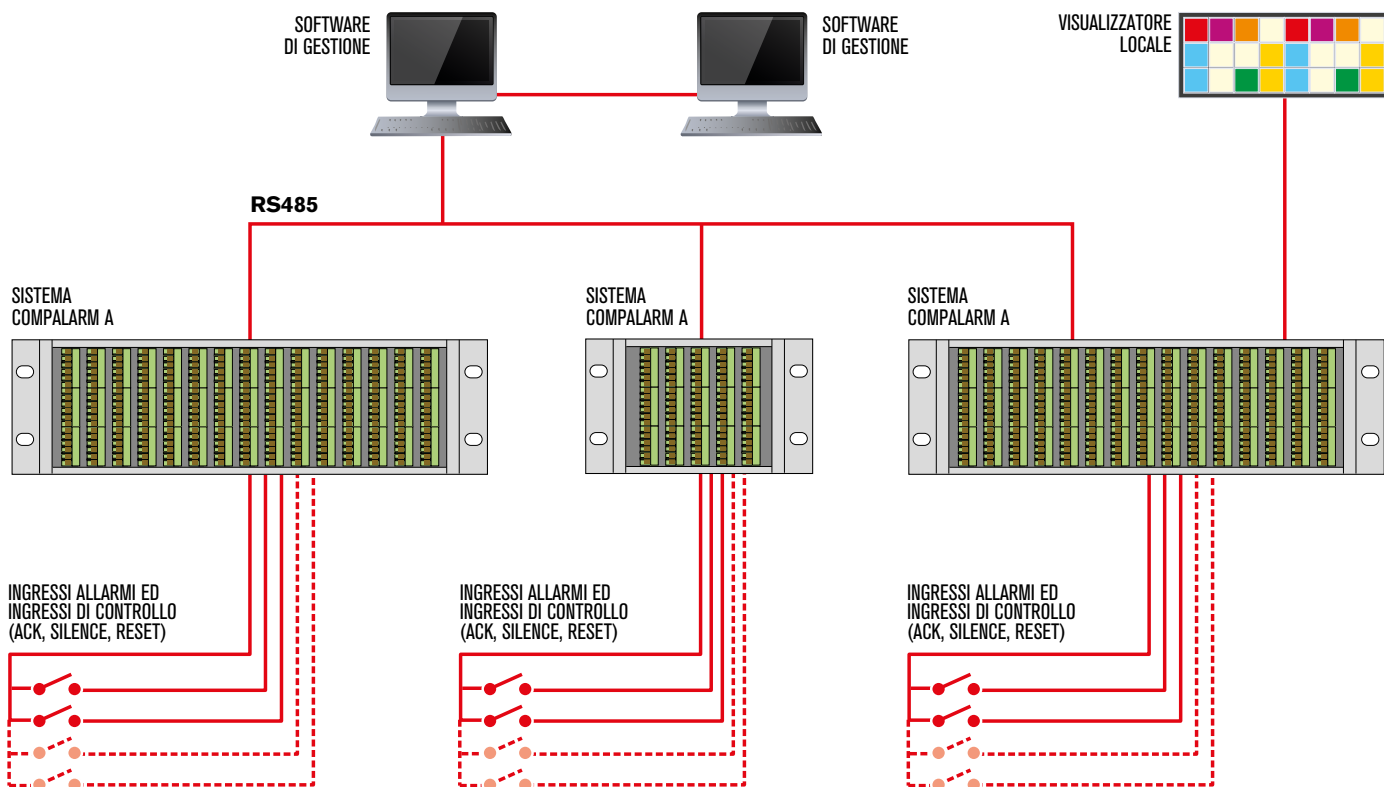 SOFTWARE
DI GESTIONE
SOFTWARE
DI GESTIONE
VISUALIZZATORE
LOCALE
RS485
SISTEMA
COMPALARM A
SISTEMA
COMPALARM A
SISTEMA
COMPALARM A
INGRESSI ALLARMI ED
INGRESSI DI CONTROLLO
(ACK, SILENCE, RESET)
INGRESSI ALLARMI ED
INGRESSI DI CONTROLLO
(ACK, SILENCE, RESET)
INGRESSI ALLARMI ED
INGRESSI DI CONTROLLO
(ACK, SILENCE, RESET)